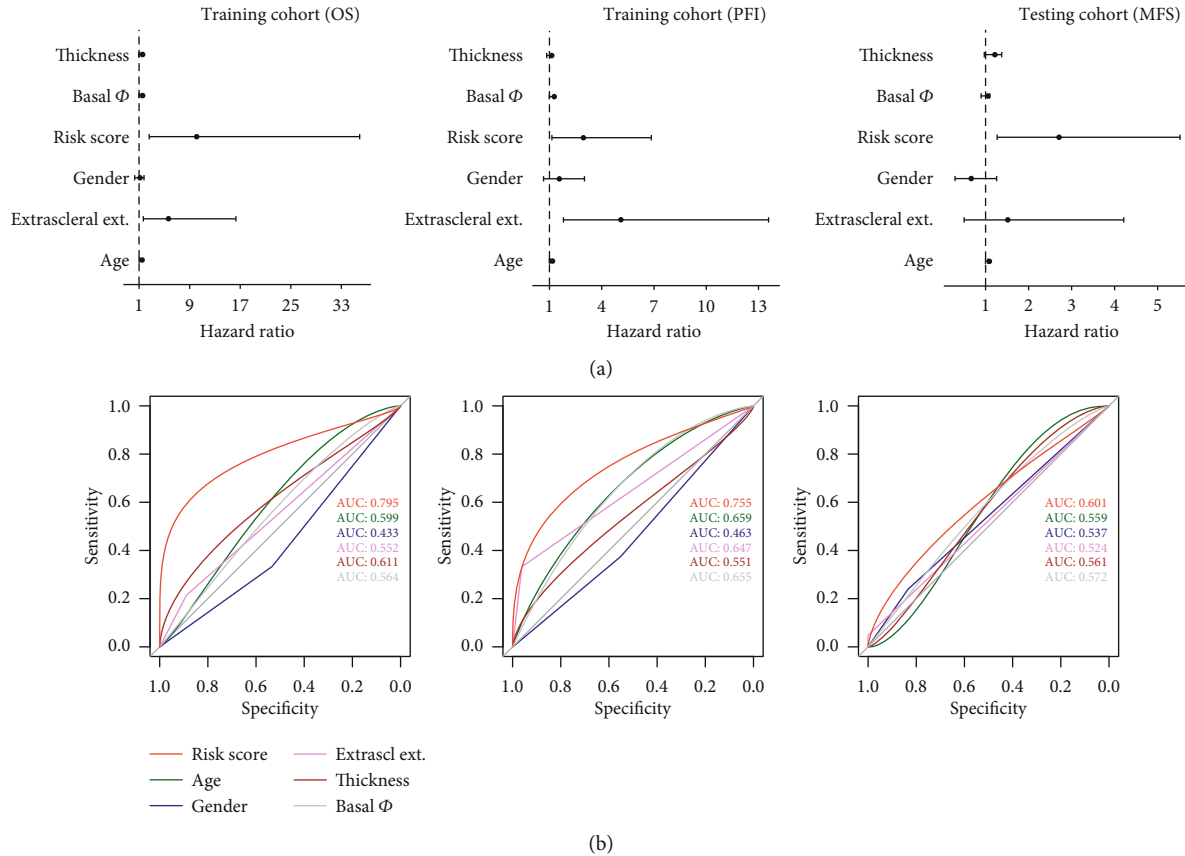 Training cohort (OS)
Thickness
Basal Φ
Risk score
Gender
Extrascleral ext.
Age
1 9 17 25 33
Hazard ratio
Training cohort (PFI)
Thickness
Basal Φ
Risk score
Gender
Extrascleral ext.
Age
1 4 7 10 13
Hazard ratio
Testing cohort (MFS)
Thickness
Basal Φ
Risk score
Gender
Extrascleral ext.
Age
1 2 3 4 5
Hazard ratio
(a)
Sensitivity
1.0
0.8
0.6
0.4
0.2
0.0
AUC: 0.795
AUC: 0.599
AUC: 0.433
AUC: 0.552
AUC: 0.611
AUC: 0.564
1.0 0.8 0.6 0.4 0.2 0.0
Specificity
Sensitivity
1.0
0.8
0.6
0.4
0.2
0.0
AUC: 0.755
AUC: 0.659
AUC: 0.463
AUC: 0.647
AUC: 0.551
AUC: 0.655
1.0 0.8 0.6 0.4 0.2 0.0
Specificity
Sensitivity
1.0
0.8
0.6
0.4
0.2
0.0
AUC: 0.601
AUC: 0.559
AUC: 0.537
AUC: 0.524
AUC: 0.561
AUC: 0.572
1.0 0.8 0.6 0.4 0.2 0.0
Specificity
Risk score
Age
Gender
Extrascl ext.
Thickness
Basal Φ
(b)